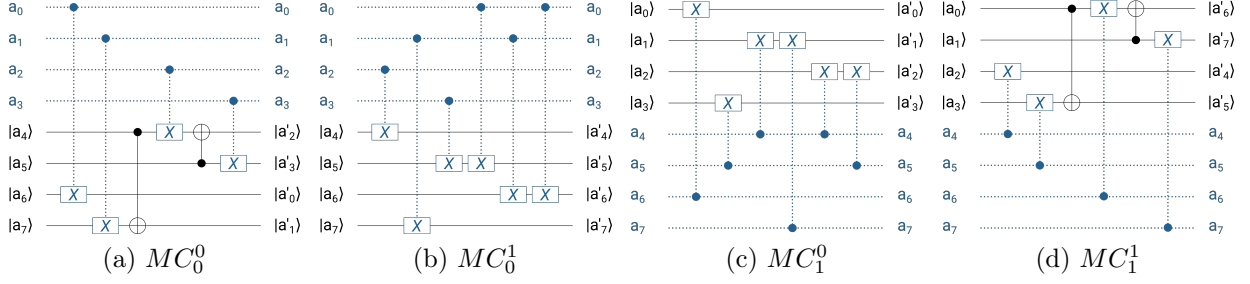 a₀ a₀ a₀ a₀ |a₀⟩ X |a'₀⟩ |a₀⟩ X |a'₆⟩
a₁ a₁ a₁ a₁ |a₁⟩ X X |a'₁⟩ |a₁⟩ X |a'₇⟩
a₂ a₂ a₂ a₂ |a₂⟩ X X |a'₂⟩ |a₂⟩ X |a'₄⟩
a₃ a₃ a₃ a₃ |a₃⟩ X |a'₃⟩ |a₃⟩ X |a'₅⟩
|a₄⟩ X |a'₂⟩ |a₄⟩ X |a'₄⟩ a₄ a₄ a₄ a₄
|a₅⟩ X |a'₃⟩ |a₅⟩ X X |a'₅⟩ a₅ a₅ a₅ a₅
|a₆⟩ X |a'₀⟩ |a₆⟩ X X |a'₆⟩ a₆ a₆ a₆ a₆
|a₇⟩ X |a'₁⟩ |a₇⟩ X |a'₇⟩ a₇ a₇ a₇ a₇
(a) MC₀⁰ (b) MC₀¹ (c) MC₁⁰ (d) MC₁¹